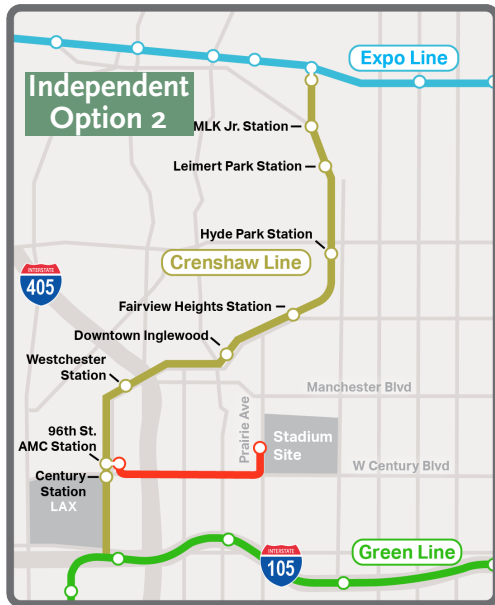 Expo Line
Independent
Option 2
MLK Jr. Station
Leimert Park Station
Hyde Park Station
Crenshaw Line
INTERSTATE
405
Fairview Heights Station
Downtown Inglewood
Westchester
Station
Manchester Blvd
Prairie Ave
96th St.
AMC Station
Stadium
Site
W Century Blvd
Century
Station
LAX
INTERSTATE
105
Green Line